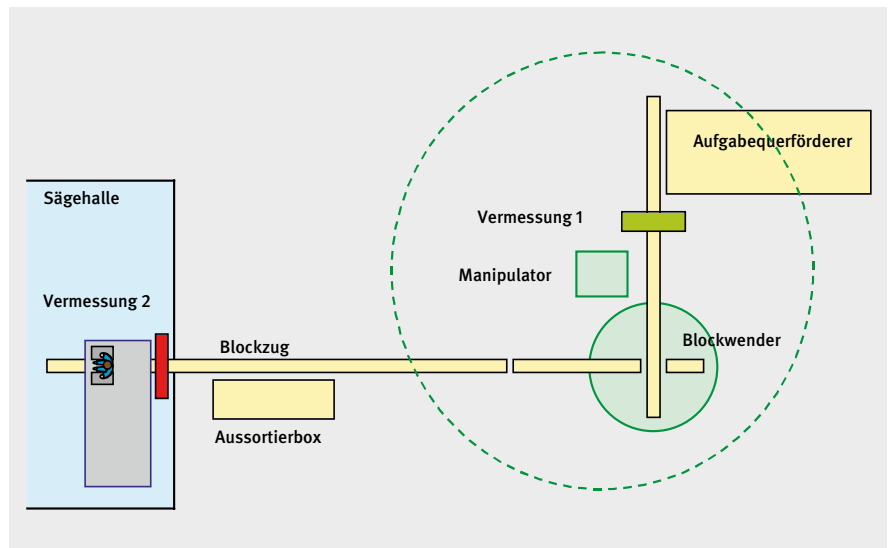 Aufgabequerförderer
Sägehalle
Vermessung 1
Manipulator
Vermessung 2
Blockwender
Blockzug
Aussortierbox